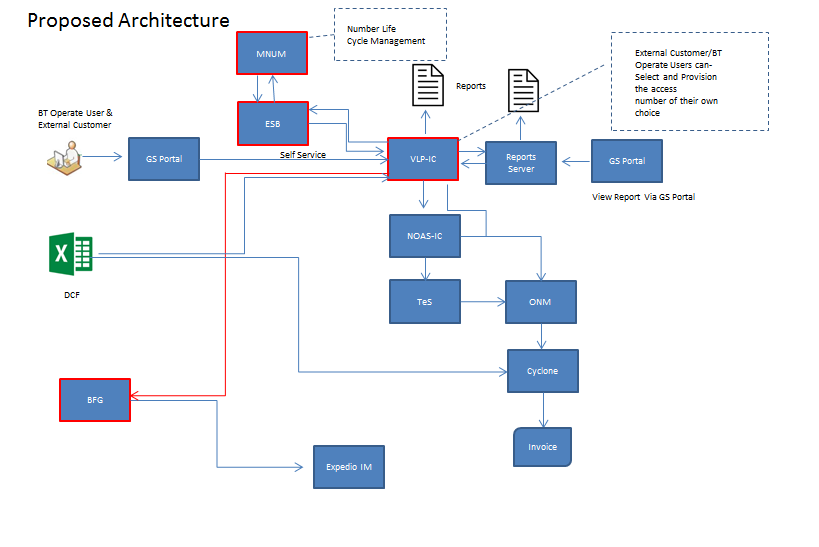 Proposed Architecture
Number Life
Cycle Management
MNUM
External Customer/BT
Operate Users can-
Select and Provision
the access
number of their own
choice
Reports
BT Operate User &
External Customer
ESB
GS Portal
Self Service
VLP-IC
Reports
Server
GS Portal
View Report Via GS Portal
NOAS-IC
X
DCF
TeS
ONM
Cyclone
BFG
Invoice
Expedio IM